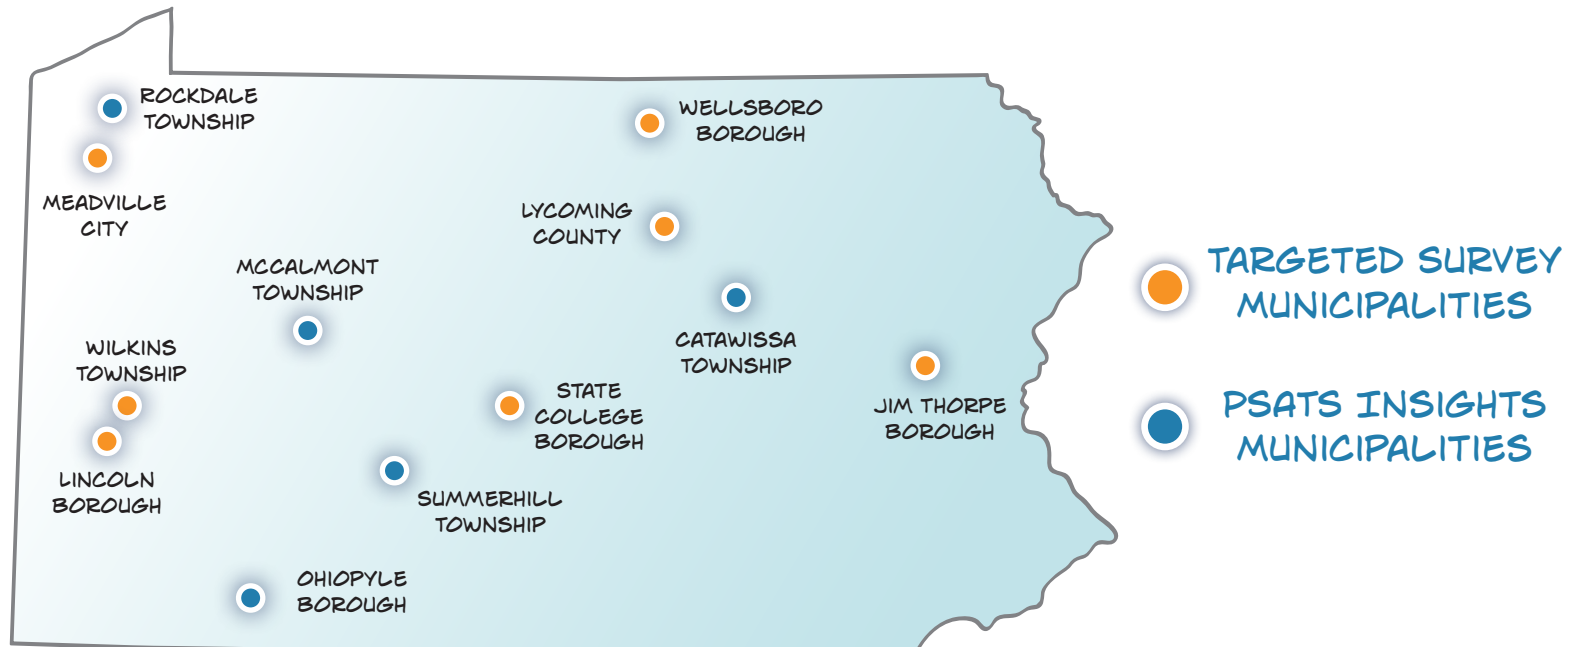 ROCKDALE
TOWNSHIP
MEADVILLE
CITY
WELLSBORO
BOROUGH
LYCOMING
COUNTY
MCCALMONT
TOWNSHIP
CATAWISSA
TOWNSHIP
WILKINS
TOWNSHIP
STATE
COLLEGE
BOROUGH
JIM THORPE
BOROUGH
LINCOLN
BOROUGH
SUMMERHILL
TOWNSHIP
OHIOPYLE
BOROUGH
TARGETED SURVEY
MUNICIPALITIES
PSATS INSIGHTS
MUNICIPALITIES